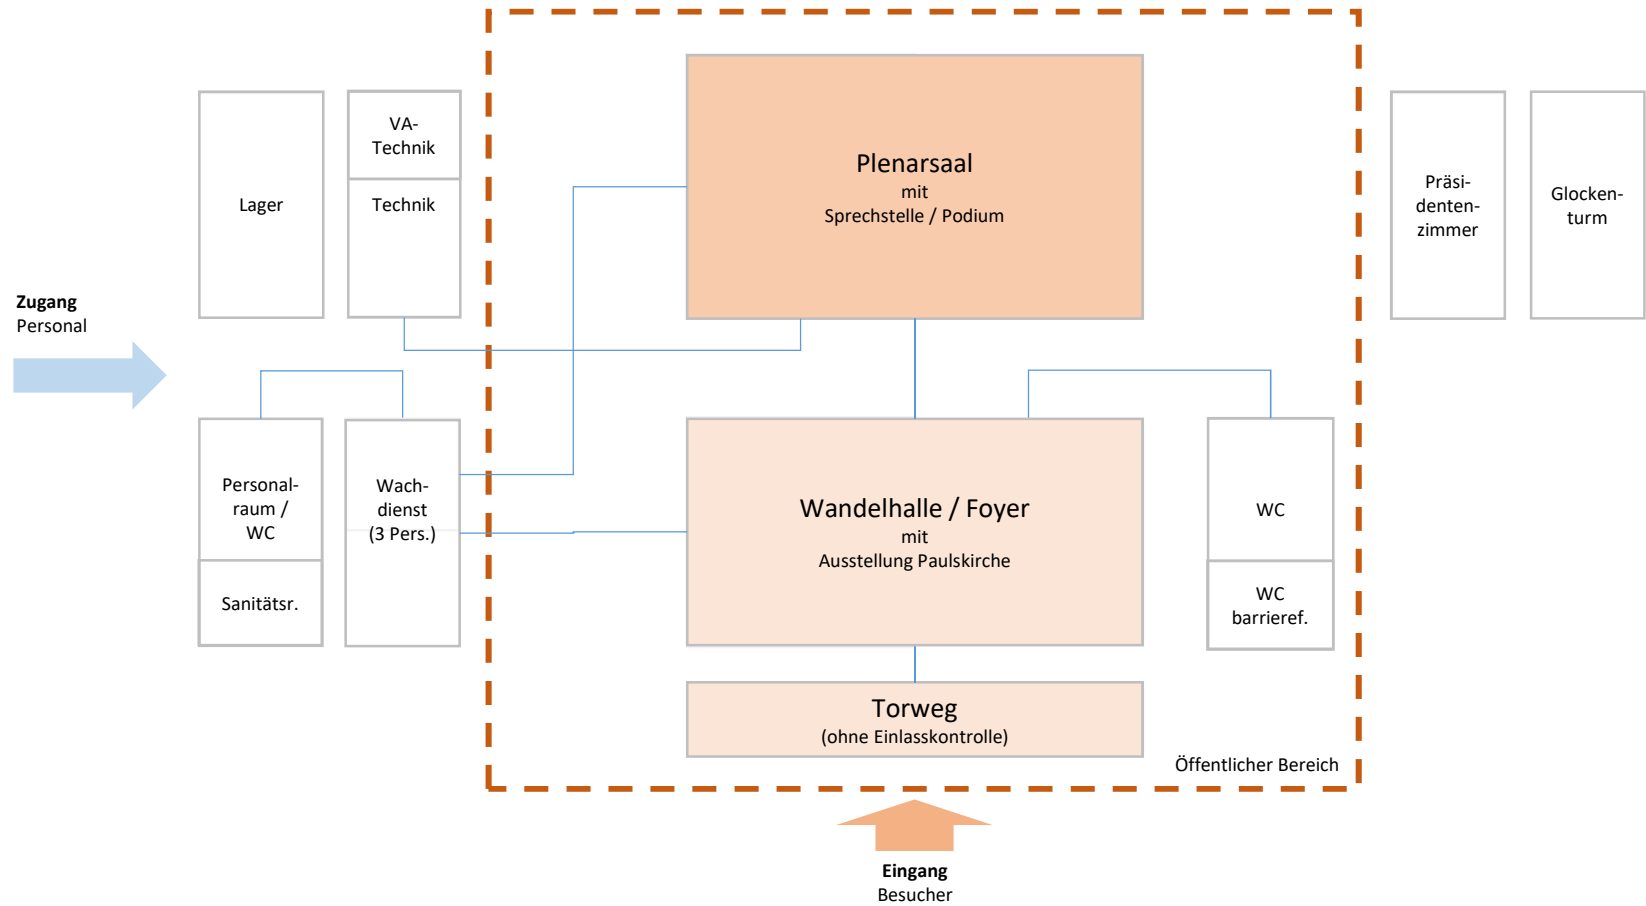 Plenarsaal
mit
Sprechstelle / Podium
VA-
Technik
Technik
Lager
Präsi-
denten-
zimmer
Glocken-
turm
Zugang
Personal
Personal-
raum /
WC
Sanitätsr.
Wach-
dienst
(3 Pers.)
Wandelhalle / Foyer
mit
Ausstellung Paulskirche
WC
WC
barrieref.
Torweg
(ohne Einlasskontrolle)
Öffentlicher Bereich
Eingang
Besucher